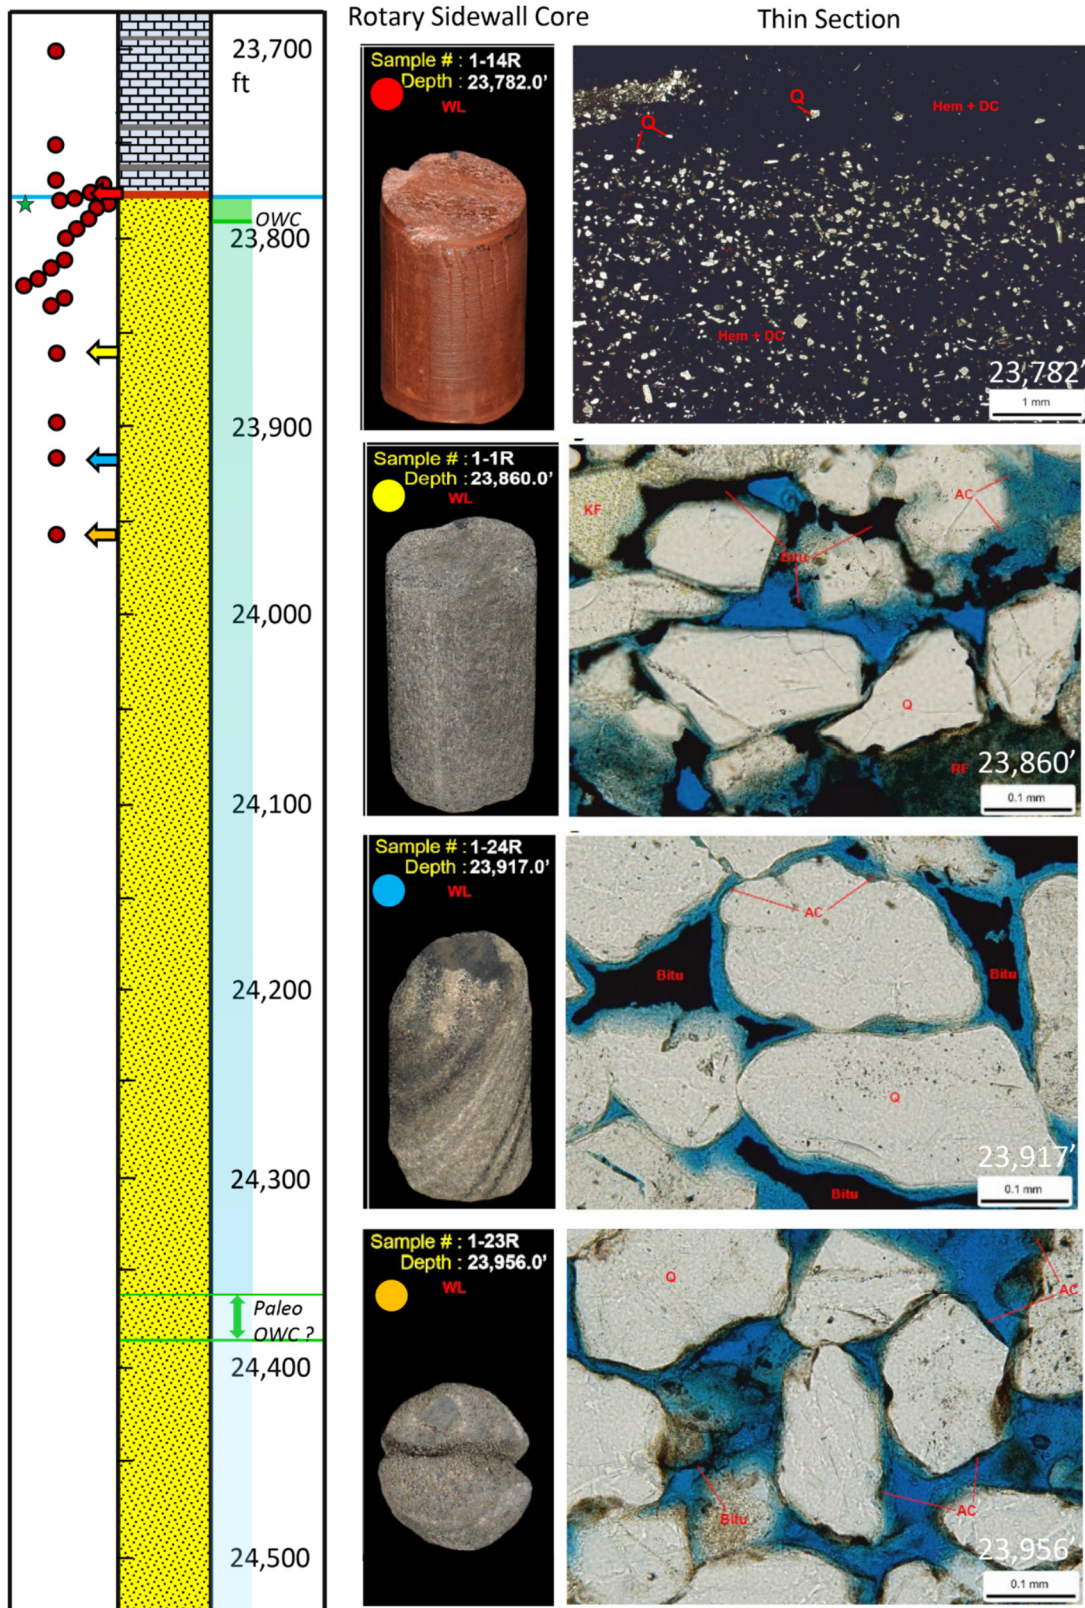 Rotary Sidewall Core
Thin Section
23,700
ft
OWC
23,800
23,900
24,000
24,100
24,200
24,300
Paleo
OWC ?
24,400
24,500
Sample # : 1-14R
Depth : 23,782.0'
WL
Q
Q
Hem + DC
Hem + DC
23,782'
1 mm
Sample # : 1-1R
Depth : 23,860.0'
WL
KF
AC
Bitu
Q
RF
23,860'
0.1 mm
Sample # : 1-24R
Depth : 23,917.0'
WL
AC
Bitu
Bitu
Q
23,917'
Bitu
0.1 mm
Sample # : 1-23R
Depth : 23,956.0'
WL
Q
AC
AC
Bitu
23,956'
0.1 mm